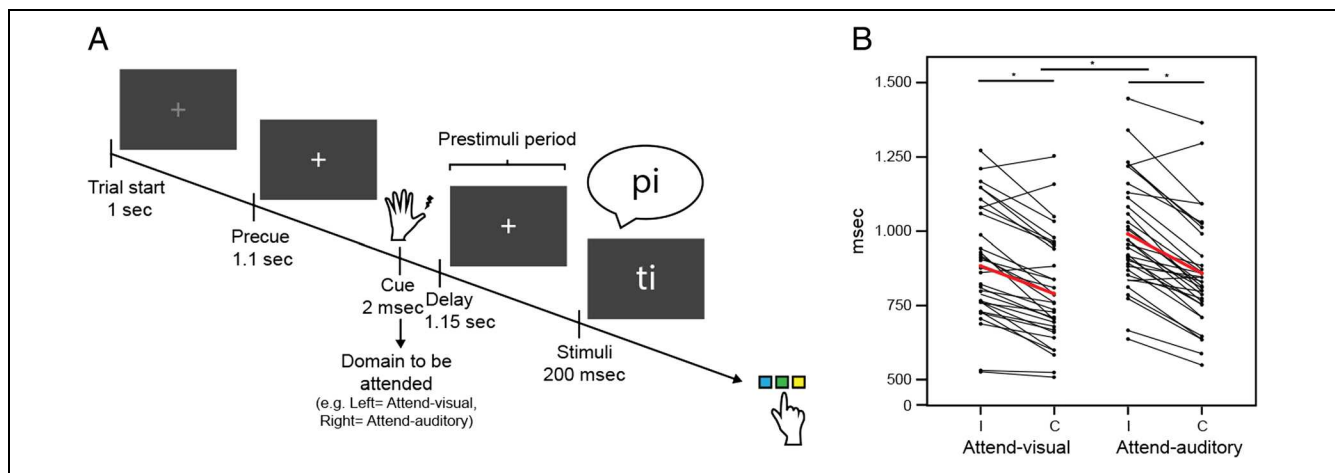 A
Trial start
1 sec
Precue
1.1 sec
Cue
2 msec
Domain to be
attended
(e.g. Left= Attend-visual,
Right= Attend-auditory)
Delay
1.15 sec
Prestimuli period
pi
ti
Stimuli
200 msec
B
msec
1.500
1.250
1.000
750
500
0
*
*
*
I
C
I
C
Attend-visual
Attend-auditory